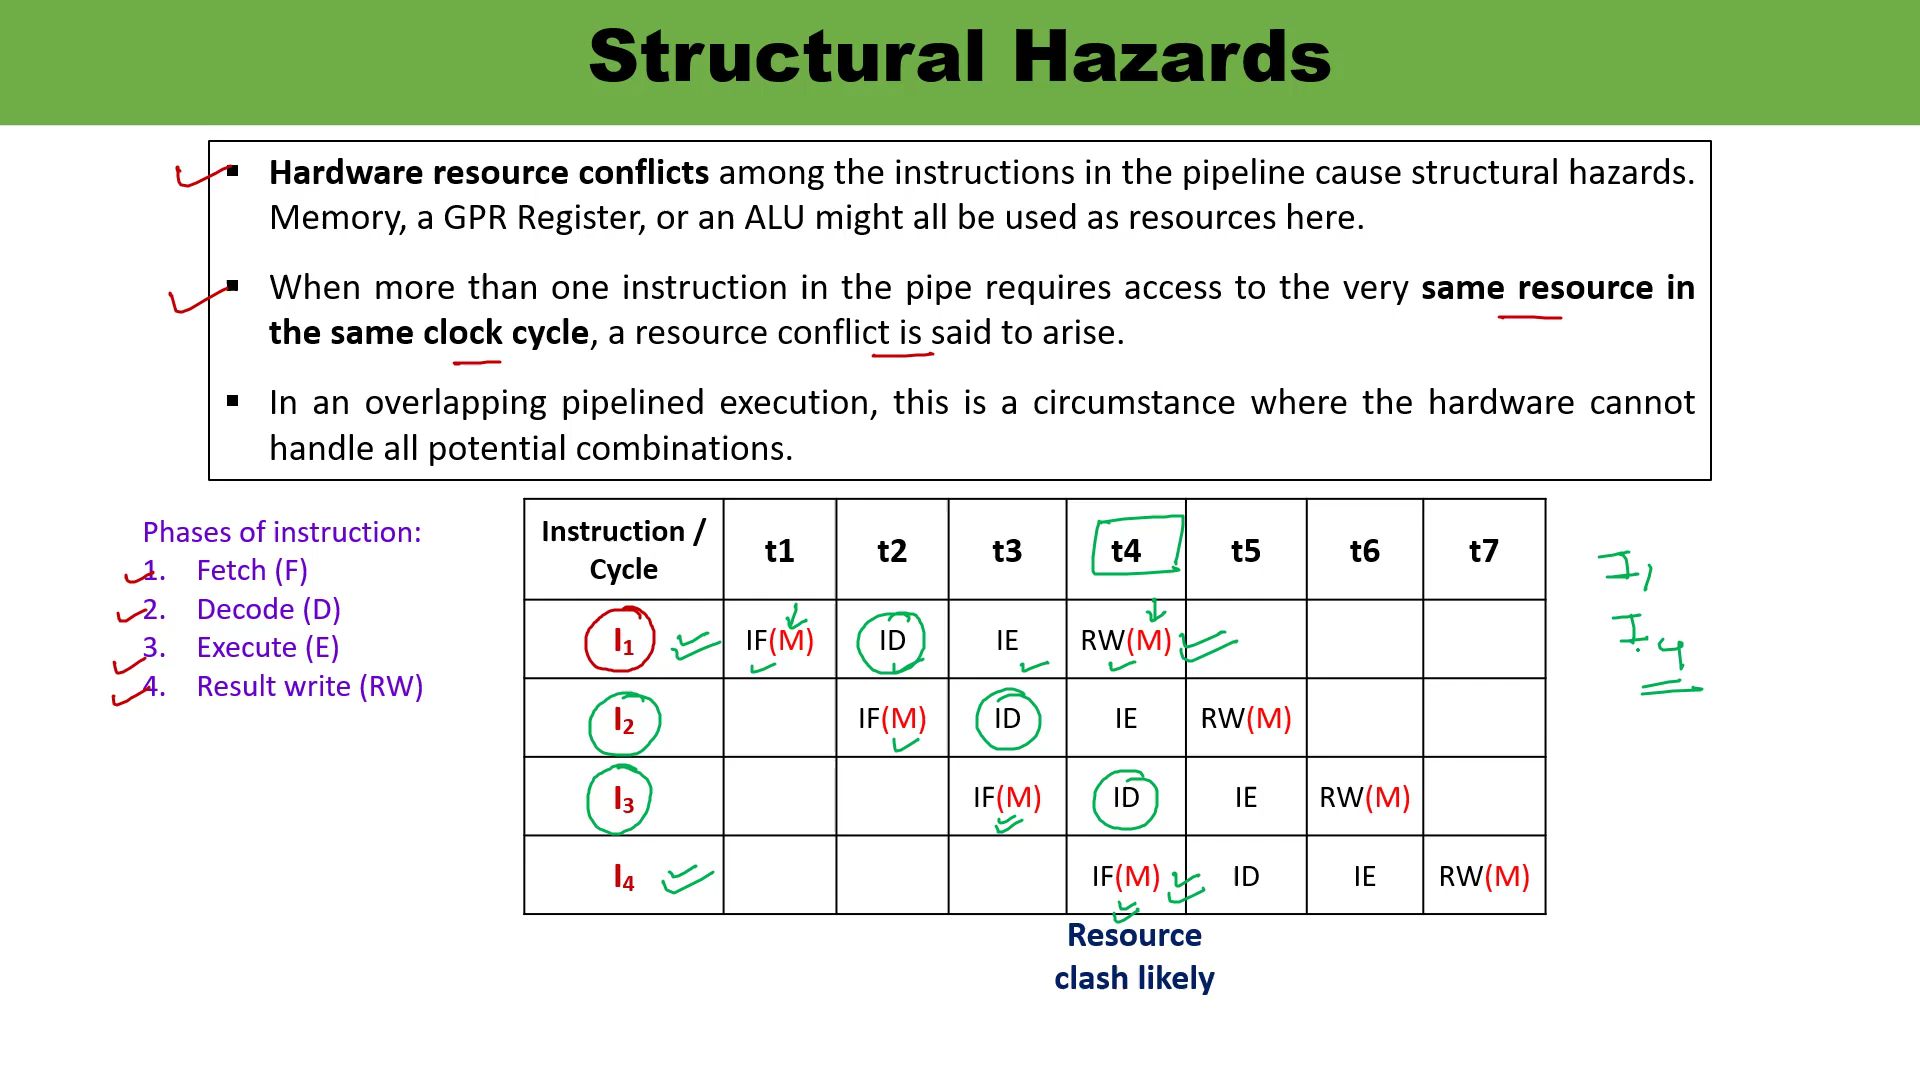 Structural Hazards
▪ Hardware resource conflicts among the instructions in the pipeline cause structural hazards.
Memory, a GPR Register, or an ALU might all be used as resources here.
▪ When more than one instruction in the pipe requires access to the very same resource in
the same clock cycle, a resource conflict is said to arise.
▪ In an overlapping pipelined execution, this is a circumstance where the hardware cannot
handle all potential combinations.
Phases of instruction:
1. Fetch (F)
2. Decode (D)
3. Execute (E)
4. Result write (RW)
Instruction / Cycle t1 t2 t3 t4 t5 t6 t7
I1 IF(M) ID IE RW(M)
I2 IF(M) ID IE RW(M)
I3 IF(M) ID IE RW(M)
I4 IF(M) ID IE RW(M)
Resource
clash likely
I1
I4